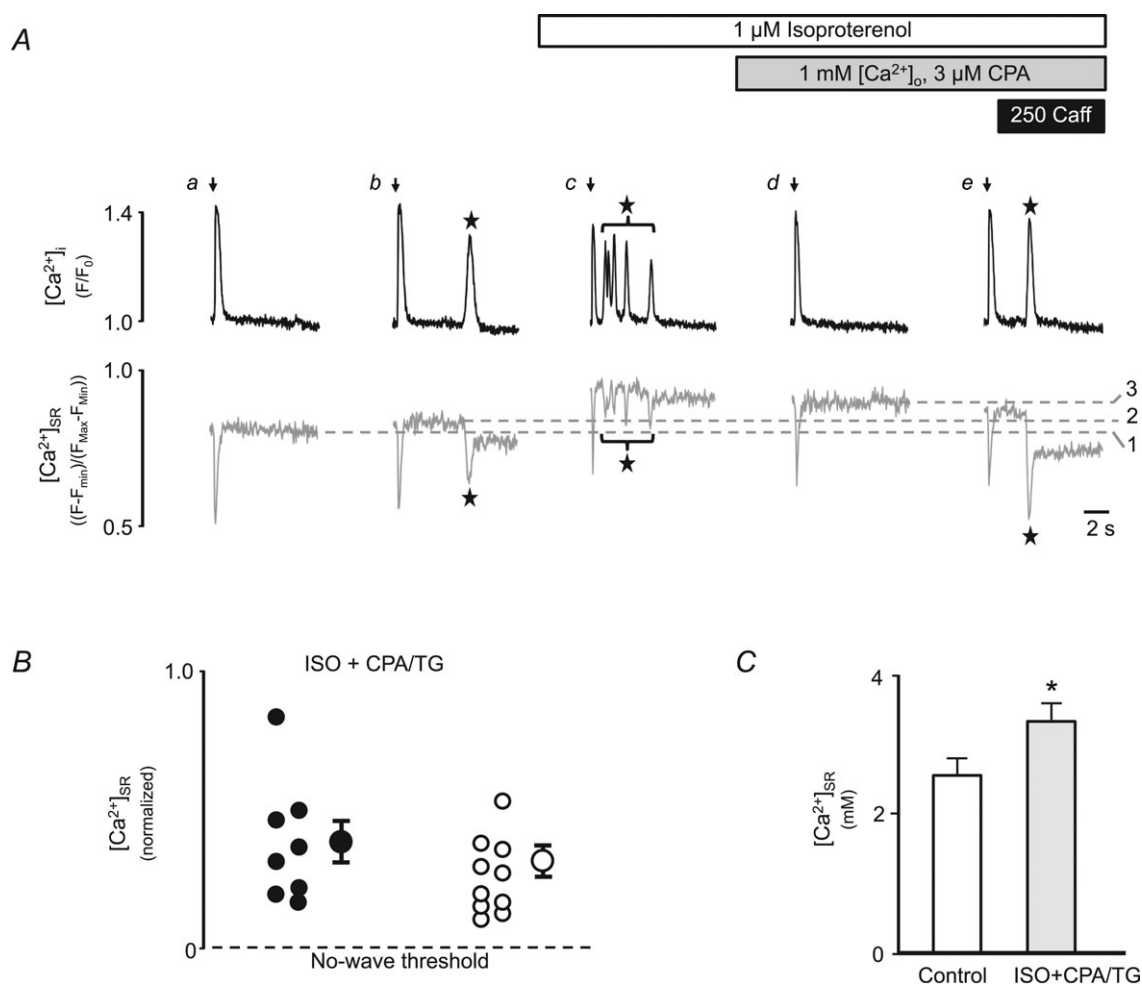 A
1 µM Isoproterenol
1 mM [Ca²⁺]ₒ, 3 µM CPA
250 Caff
a
b
c
d
e
1.4
[Ca²⁺]i
(F/F₀)
1.0
1.0
[Ca²⁺]SR
((F-Fmin)/(FMax-FMin))
0.5
3
2
1
2 s
B
ISO + CPA/TG
1.0
[Ca²⁺]SR
(normalized)
0
No-wave threshold
C
4
*
[Ca²⁺]SR
(mM)
2
0
Control
ISO+CPA/TG